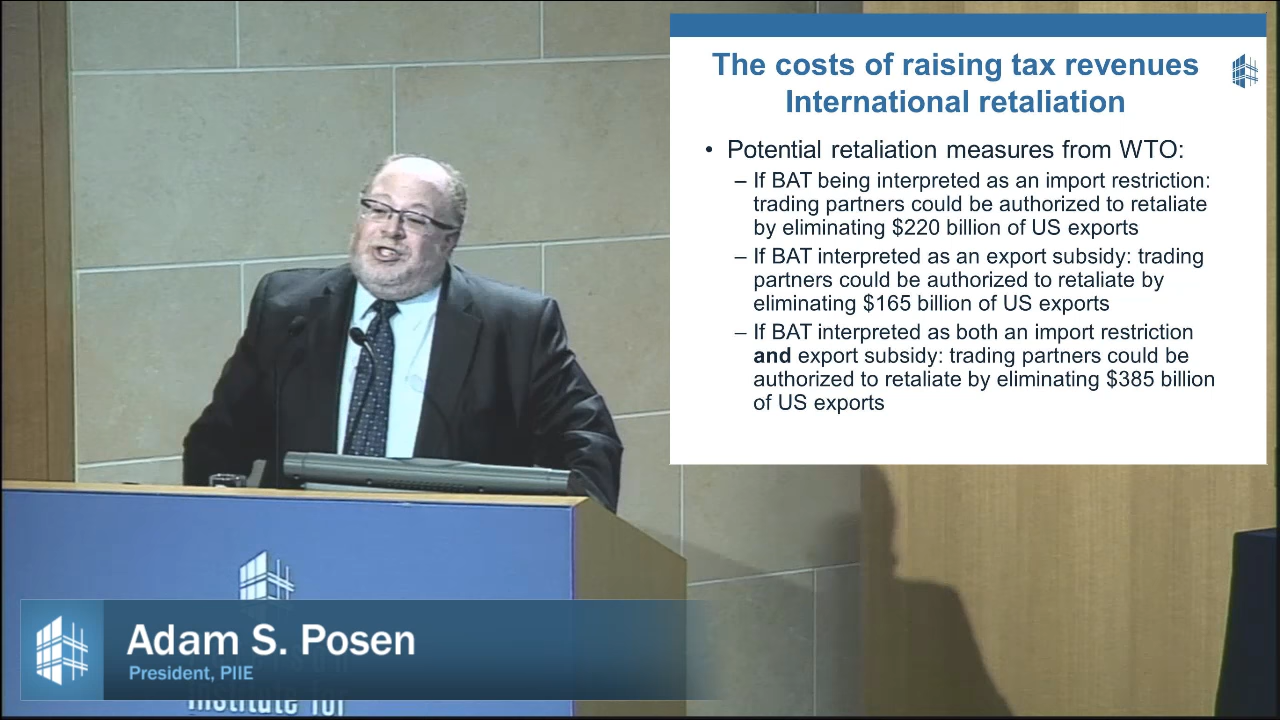 The costs of raising tax revenues
International retaliation
• Potential retaliation measures from WTO:
– If BAT being interpreted as an import restriction:
trading partners could be authorized to retaliate
by eliminating $220 billion of US exports
– If BAT interpreted as an export subsidy: trading
partners could be authorized to retaliate by
eliminating $165 billion of US exports
– If BAT interpreted as both an import restriction
and export subsidy: trading partners could be
authorized to retaliate by eliminating $385 billion
of US exports
Adam S. Posen
President, PIIE
Institute for